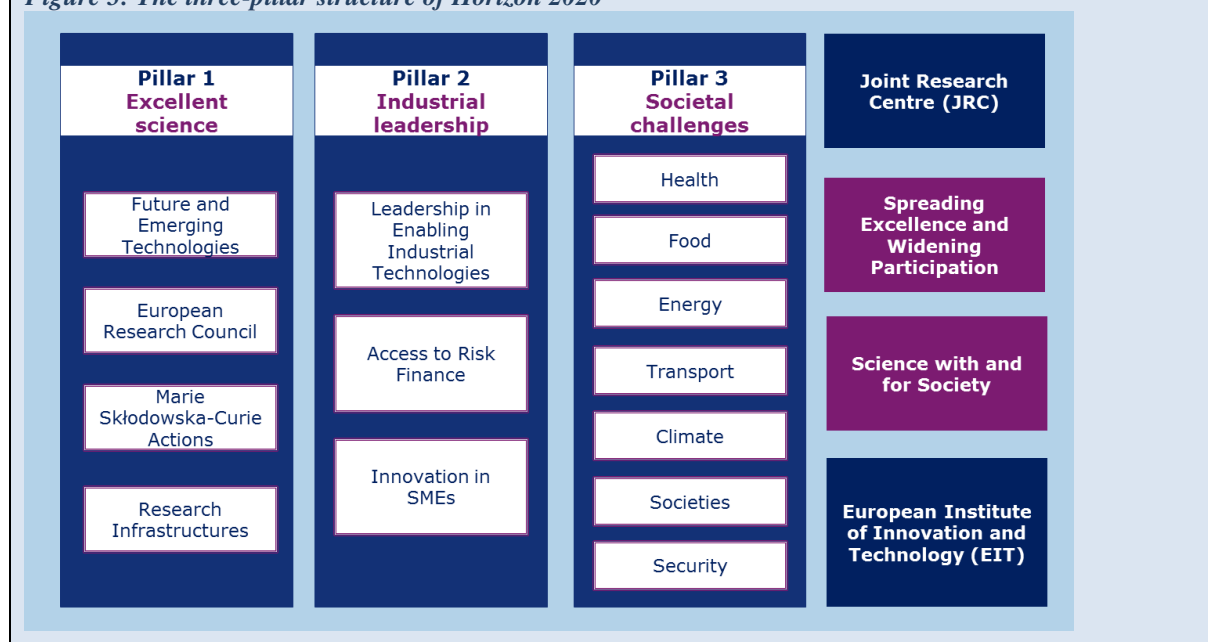 Figure 3: The three-pillar structure of Horizon 2020
Pillar 1
Excellent
science
Future and
Emerging
Technologies
European
Research Council
Marie
Skłodowska-Curie
Actions
Research
Infrastructures
Pillar 2
Industrial
leadership
Leadership in
Enabling
Industrial
Technologies
Access to Risk
Finance
Innovation in
SMEs
Pillar 3
Societal
challenges
Health
Food
Energy
Transport
Climate
Societies
Security
Joint Research
Centre (JRC)
Spreading
Excellence and
Widening
Participation
Science with and
for Society
European Institute
of Innovation and
Technology (EIT)